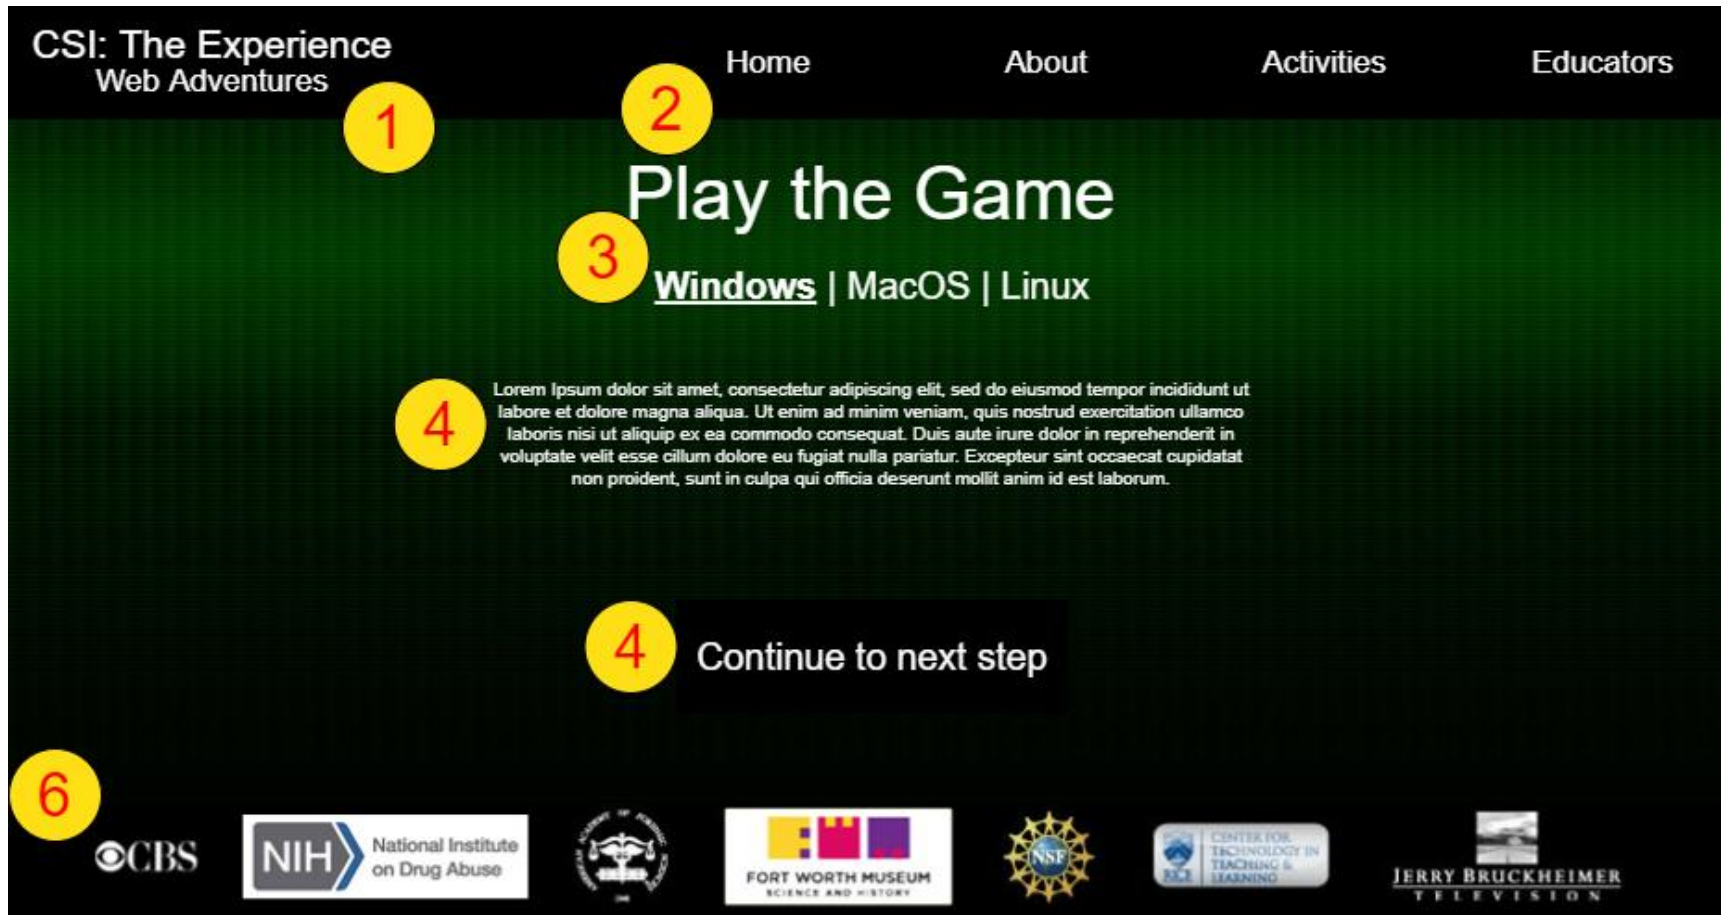 CSI: The Experience
Web Adventures
Home
About
Activities
Educators
1
2
Play the Game
3
Windows | MacOS | Linux
4
Lorem Ipsum dolor sit amet, consectetur adipiscing elit, sed do eiusmod tempor incididunt ut
labore et dolore magna aliqua. Ut enim ad minim veniam, quis nostrud exercitation ullamco
laboris nisi ut aliquip ex ea commodo consequat. Duis aute irure dolor in reprehenderit in
voluptate velit esse cillum dolore eu fugiat nulla pariatur. Excepteur sint occaecat cupidatat
non proident, sunt in culpa qui officia deserunt mollit anim id est laborum.
4
Continue to next step
6
CBS
NIH
National Institute
on Drug Abuse
FORT WORTH MUSEUM
SCIENCE AND HISTORY
NSF
RICE
CENTER FOR
TECHNOLOGY IN
TEACHING &
LEARNING
JERRY BRUCKHEIMER
TELEVISION